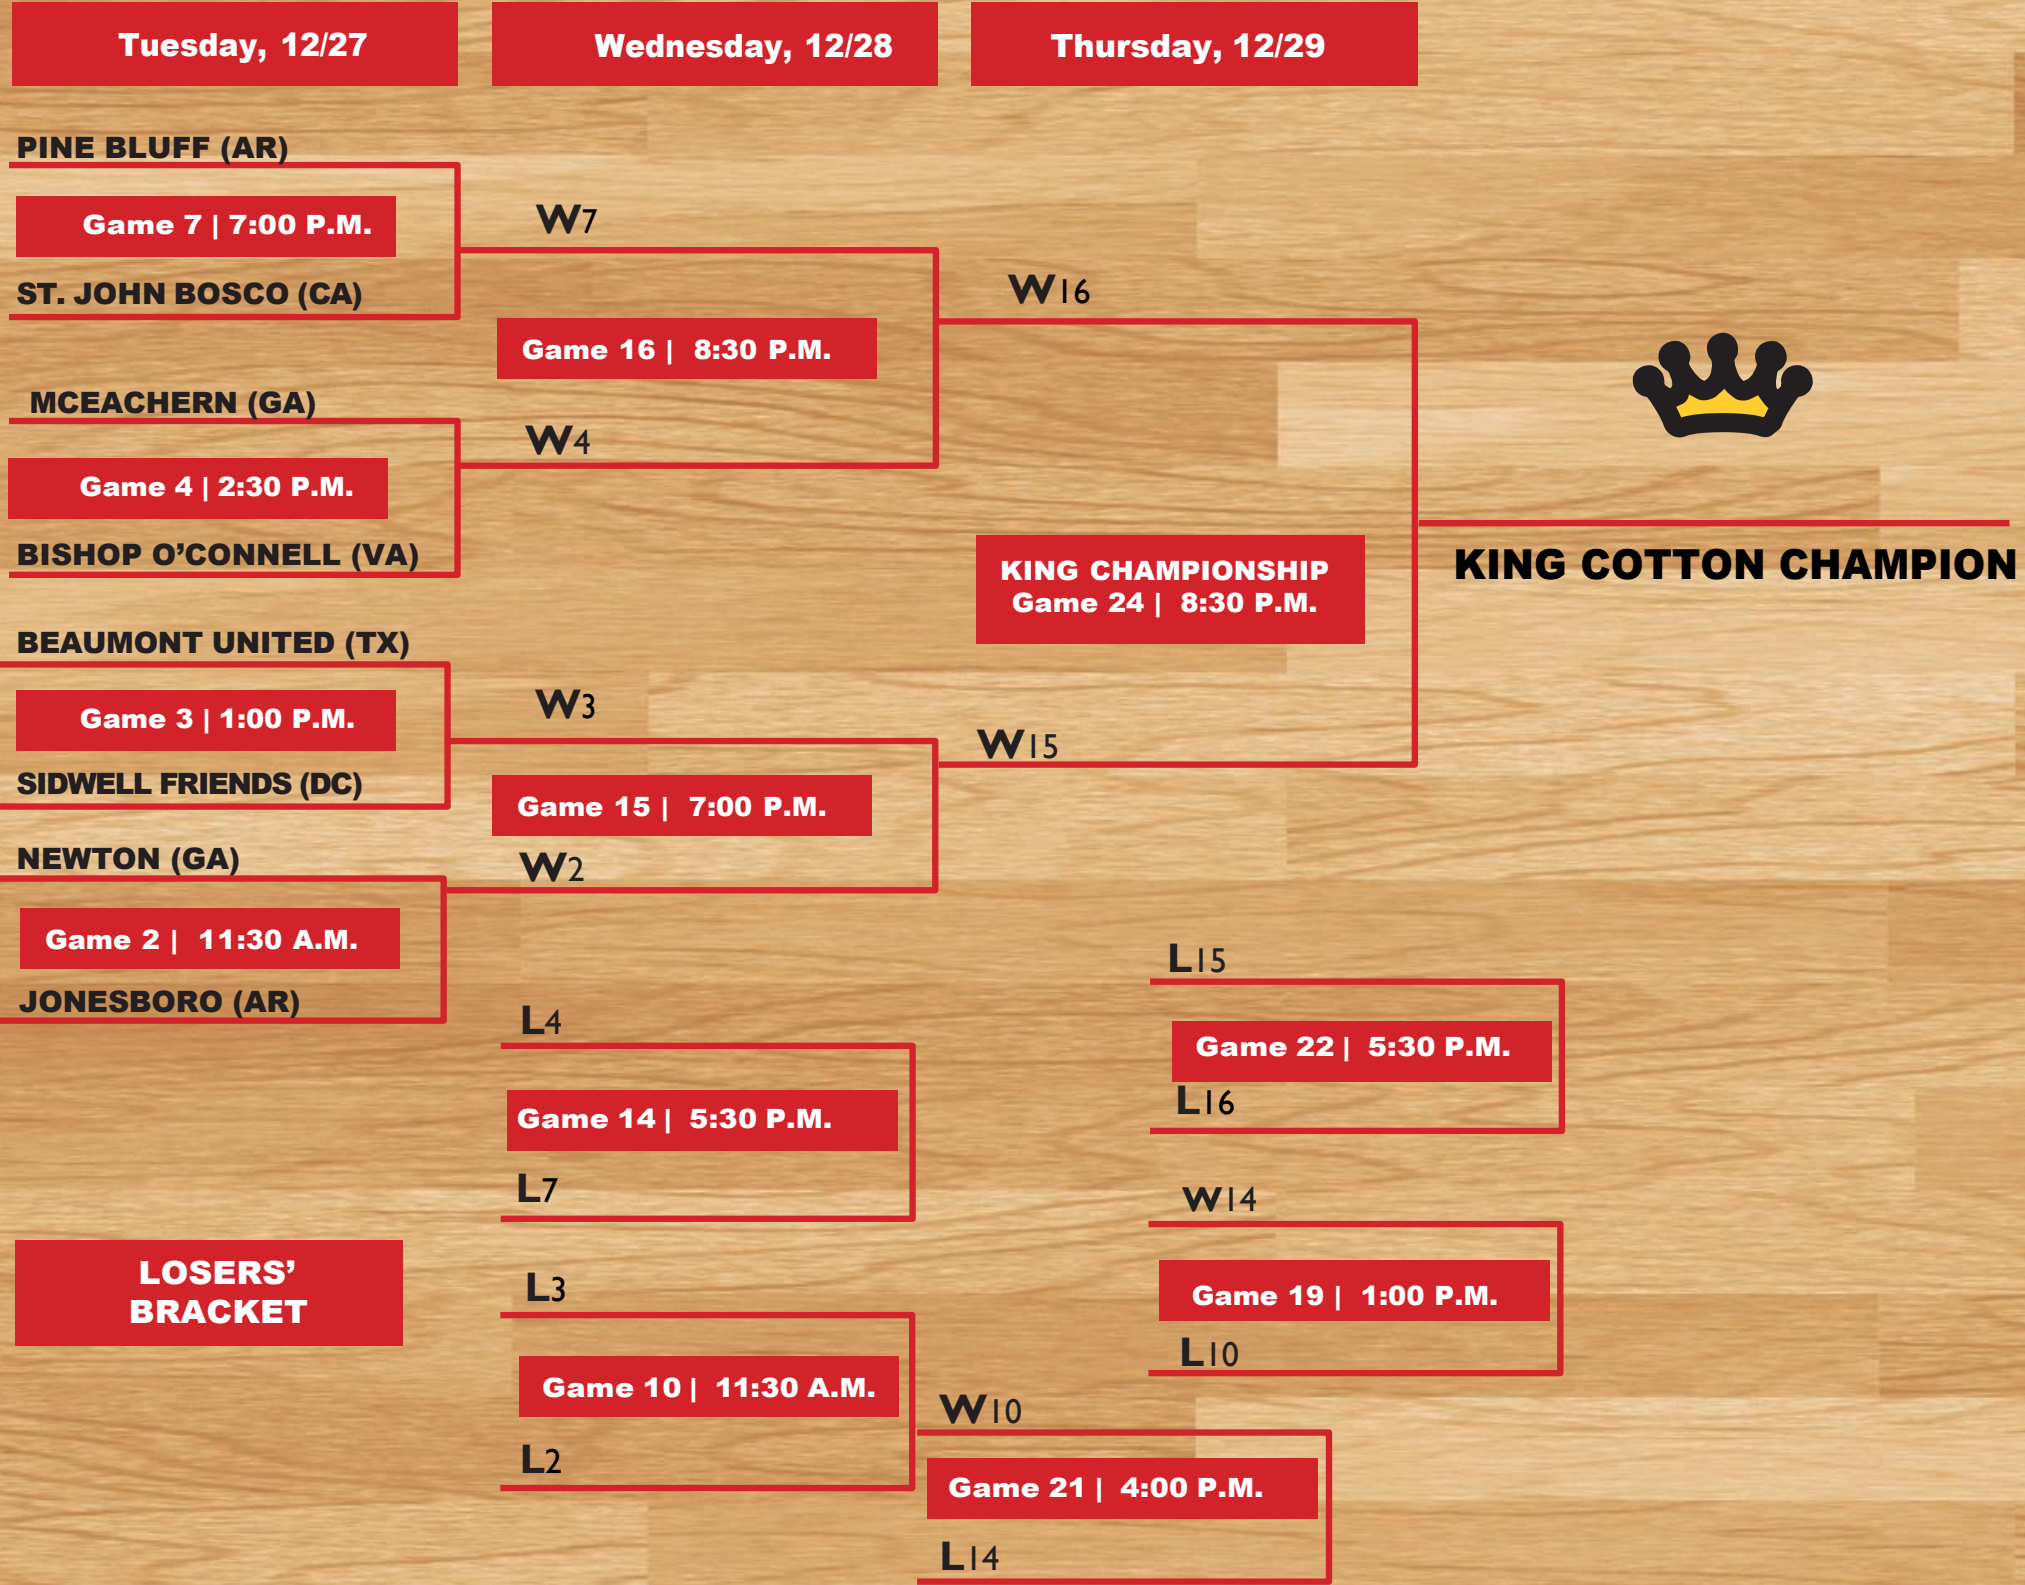 Tuesday, 12/27
Wednesday, 12/28
Thursday, 12/29
PINE BLUFF (AR)
Game 7 | 7:00 P.M.
ST. JOHN BOSCO (CA)
W7
Game 16 | 8:30 P.M.
W4
MCEACHERN (GA)
Game 4 | 2:30 P.M.
BISHOP O’CONNELL (VA)
W16
KING CHAMPIONSHIP
Game 24 | 8:30 P.M.
W15
KING COTTON CHAMPION
BEAUMONT UNITED (TX)
Game 3 | 1:00 P.M.
SIDWELL FRIENDS (DC)
W3
Game 15 | 7:00 P.M.
W2
NEWTON (GA)
Game 2 | 11:30 A.M.
JONESBORO (AR)
L4
Game 14 | 5:30 P.M.
L7
L15
Game 22 | 5:30 P.M.
L16
W14
Game 19 | 1:00 P.M.
L10
LOSERS’
BRACKET
L3
Game 10 | 11:30 A.M.
L2
W10
Game 21 | 4:00 P.M.
L14